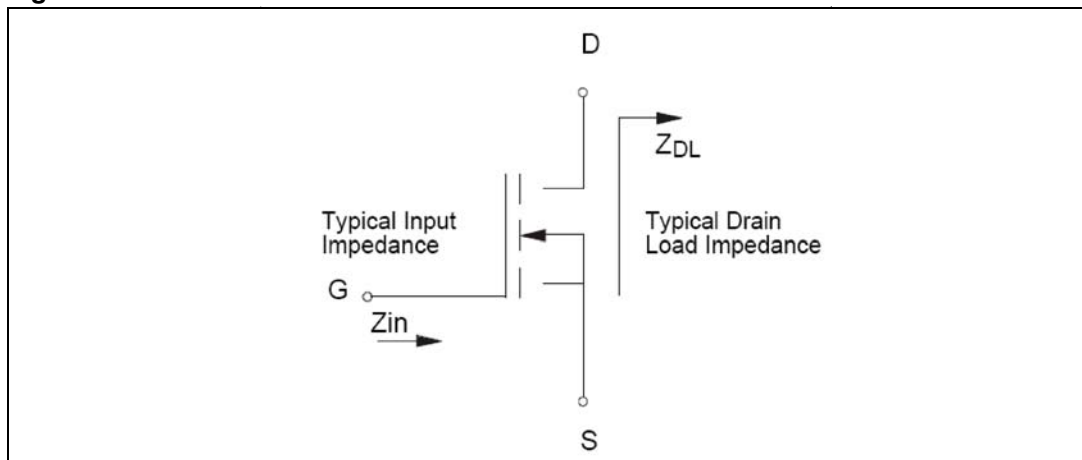 D
ZDL
Typical Input
Impedance
Typical Drain
Load Impedance
G
Zin
S